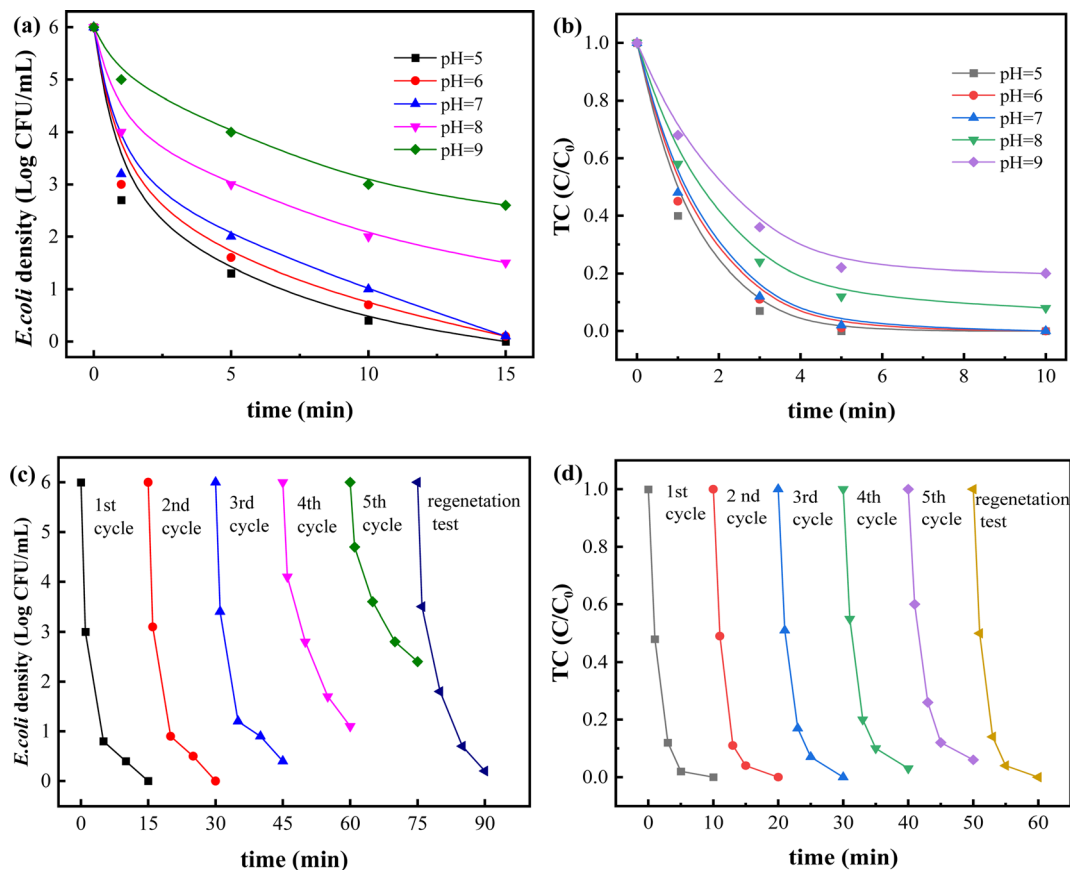 (a)
E.coli density (Log CFU/mL)
6
5
4
3
2
1
0
pH=5
pH=6
pH=7
pH=8
pH=9
0 5 10 15
time (min)
(b)
TC (C/C₀)
1.0
0.8
0.6
0.4
0.2
0.0
pH=5
pH=6
pH=7
pH=8
pH=9
0 2 4 6 8 10
time (min)
(c)
E.coli density (Log CFU/mL)
6
5
4
3
2
1
0
1st
cycle
2nd
cycle
3rd
cycle
4th
cycle
5th
cycle
regenetation
test
0 15 30 45 60 75 90
time (min)
(d)
TC (C/C₀)
1.0
0.8
0.6
0.4
0.2
0.0
1st
cycle
2 nd
cycle
3rd
cycle
4th
cycle
5th
cycle
regenetation
test
0 10 20 30 40 50 60
time (min)